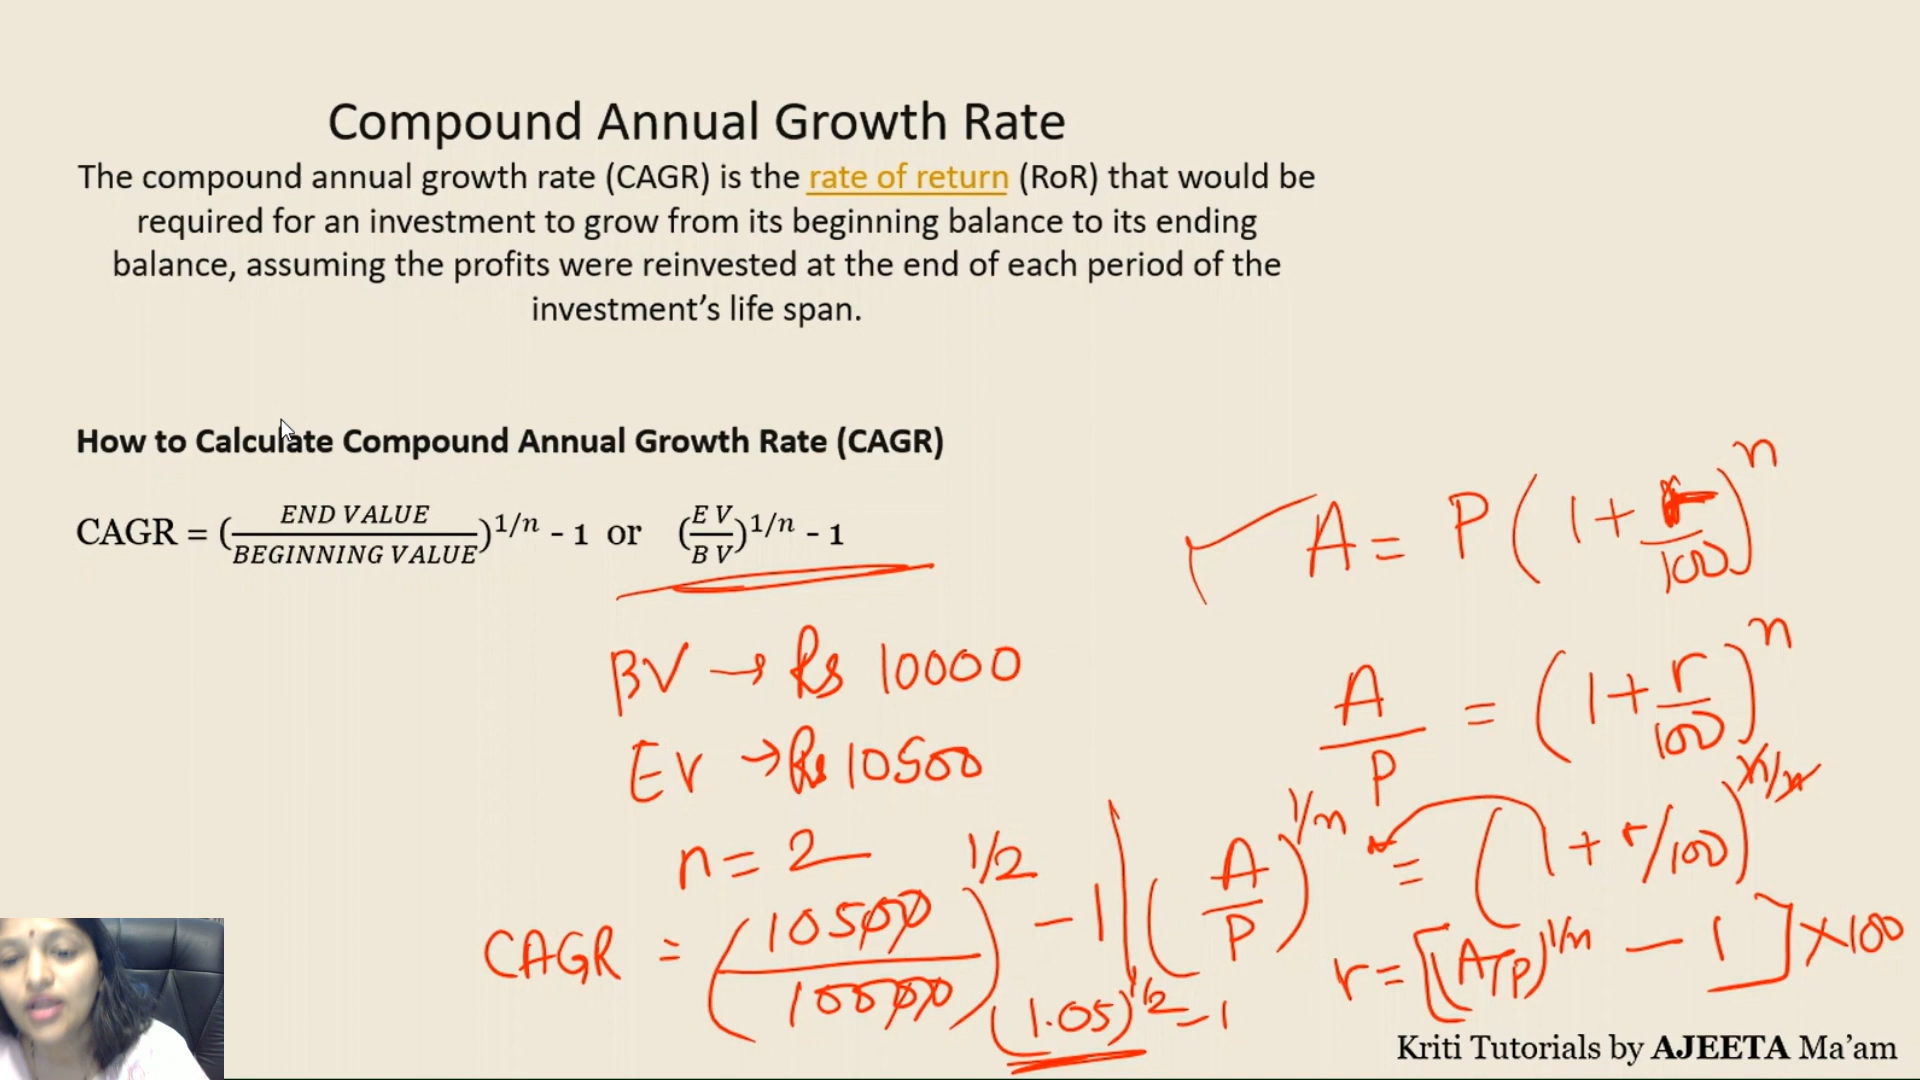 Compound Annual Growth Rate
The compound annual growth rate (CAGR) is the rate of return (RoR) that would be
required for an investment to grow from its beginning balance to its ending
balance, assuming the profits were reinvested at the end of each period of the
investment’s life span.
How to Calculate Compound Annual Growth Rate (CAGR)
CAGR = (END VALUE/BEGINNING VALUE)^1/n - 1 or (E V/B V)^1/n - 1
BV → Rs 10000
EV → Rs 10500
n = 2
CAGR = (10500/10000)^1/2 - 1
(1.05)^1/2 - 1
A = P(1 + r/100)^n
A/P = (1 + r/100)^n
(A/P)^1/n = (1 + r/100)^n/n
r = [(A/P)^1/n - 1] × 100
Kriti Tutorials by AJEETA Ma’am